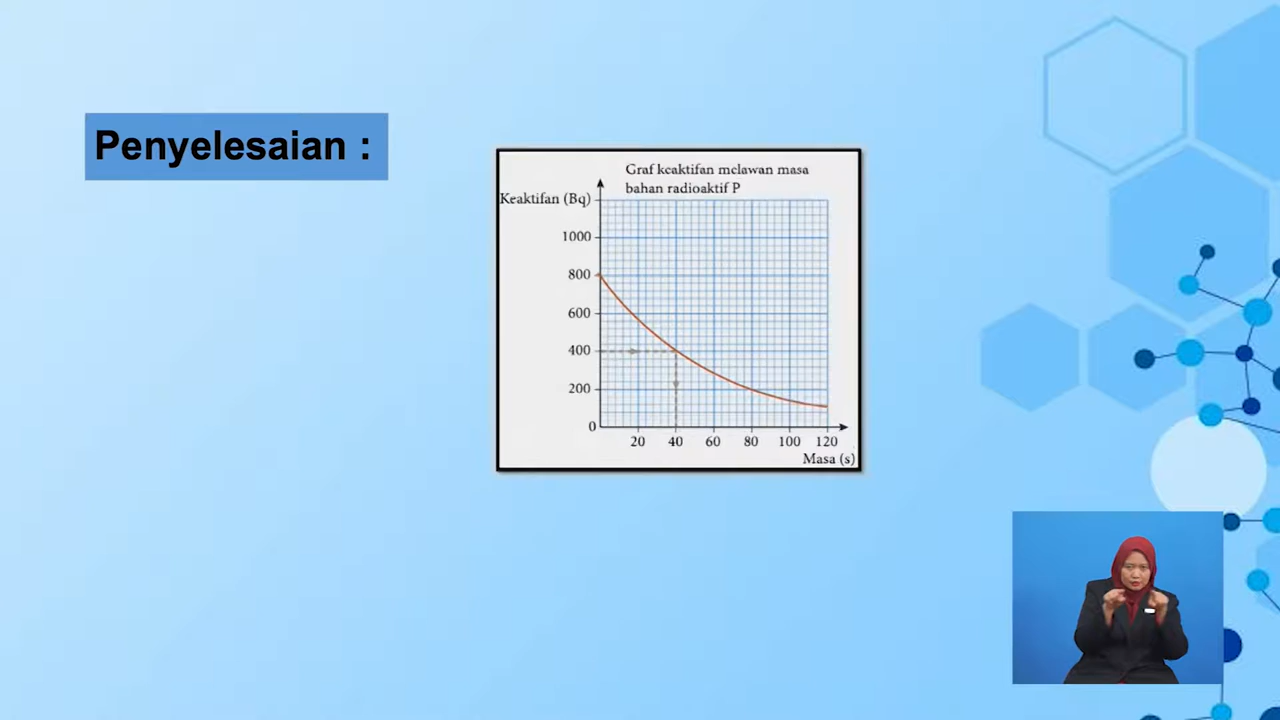 Penyelesaian :
Graf keaktifan melawan masa
bahan radioaktif P
Keaktifan (Bq)
1000
800
600
400
200
0
20 40 60 80 100 120
Masa (s)